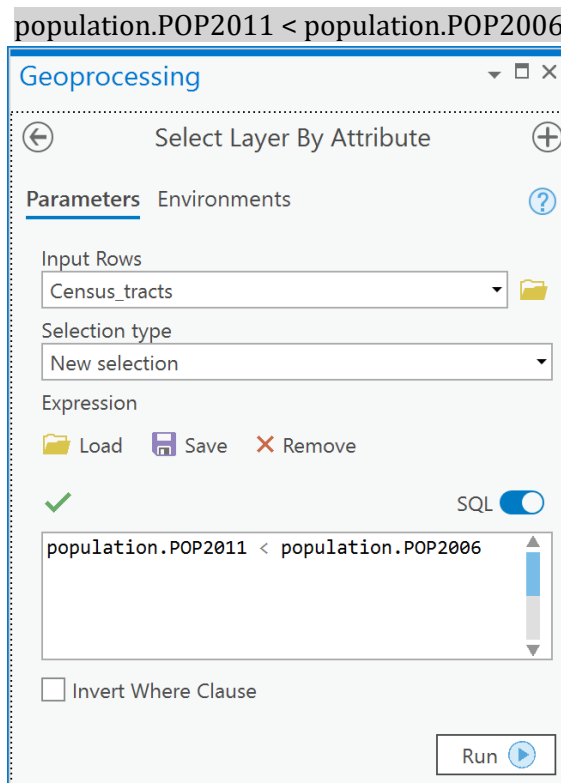 population.POP2011 < population.POP2006
Geoprocessing
Select Layer By Attribute
Parameters Environments
Input Rows
Census_tracts
Selection type
New selection
Expression
Load Save Remove
SQL
population.POP2011 < population.POP2006
Invert Where Clause
Run